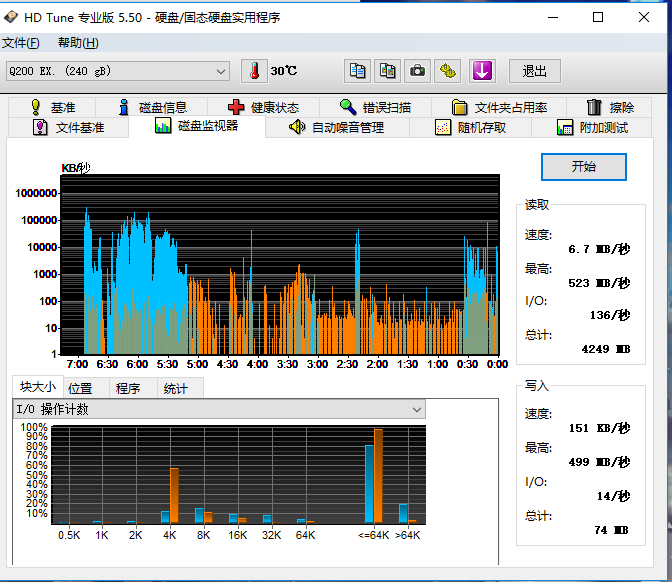 HD Tune 专业版 5.50 - 硬盘/固态硬盘实用程序
文件(F) 帮助(H)
Q200 EX. (240 gB) 30℃ 退出
基准 磁盘信息 健康状态 错误扫描 文件夹占用率 擦除
文件基准 磁盘监视器 自动噪音管理 随机存取 附加测试
KB/秒
1000000
100000
10000
1000
100
10
1
7:00 6:30 6:00 5:30 5:00 4:30 4:00 3:30 3:00 2:30 2:00 1:30 1:00 0:30 0:00
开始
读取
速度:
6.7 MB/秒
最高:
523 MB/秒
I/O:
136/秒
总计:
4249 MB
块大小 位置 程序 统计
I/O 操作计数
100%
90%
80%
70%
60%
50%
40%
30%
20%
10%
0.5K 1K 2K 4K 8K 16K 32K 64K <=64K >64K
写入
速度:
151 KB/秒
最高:
499 MB/秒
I/O:
14/秒
总计:
74 MB